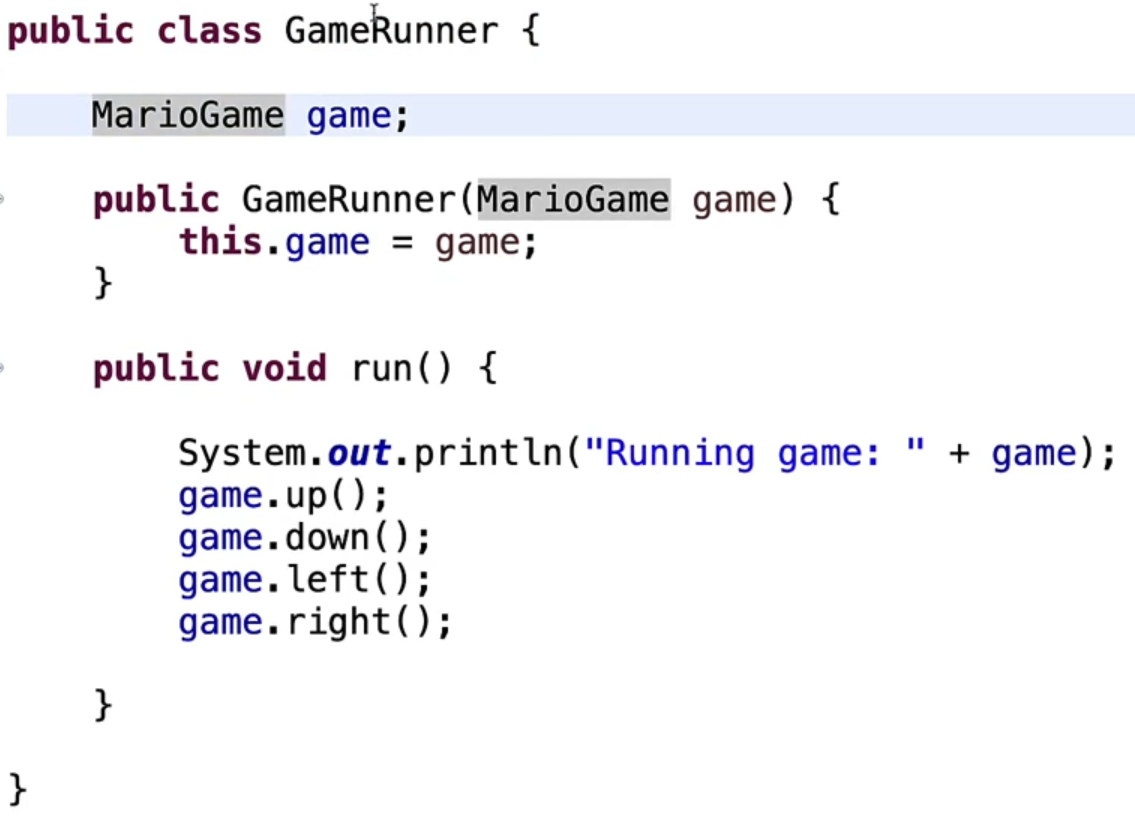 public class GameRunner {
MarioGame game;
public GameRunner(MarioGame game) {
this.game = game;
}
public void run() {
System.out.println("Running game: " + game);
game.up();
game.down();
game.left();
game.right();
}
}